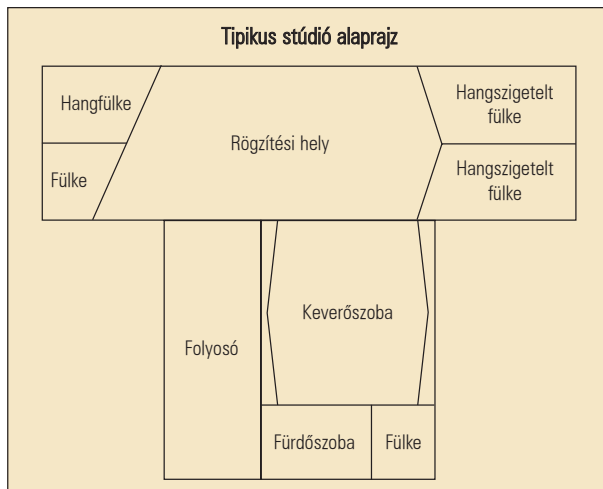 Tipikus stúdió alaprajz
Hangfülke
Fülke
Rögzítési hely
Hangszigetelt
fülke
Hangszigetelt
fülke
Folyosó
Keverőszoba
Fürdőszoba
Fülke